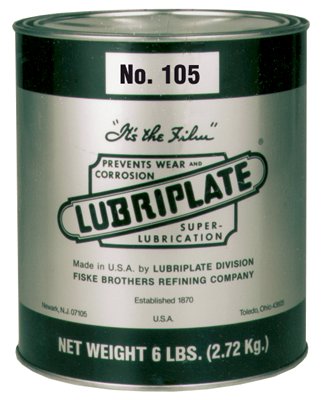 No. 105
"It's the Film"
PREVENTS WEAR AND
CORROSION
®
LUBRIPLATE
SUPER-
LUBRICATION
Made in U.S.A. by LUBRIPLATE DIVISION
FISKE BROTHERS REFINING COMPANY
Established 1870
Newark, N.J. 07105
Toledo, Ohio 43605
U.S.A.
NET WEIGHT 6 LBS. (2.72 Kg.)